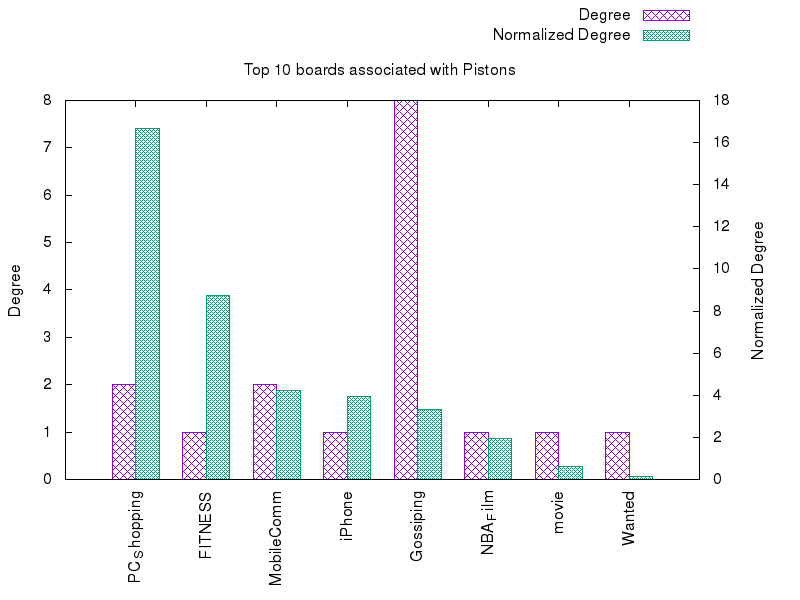 Degree
Normalized Degree
Top 10 boards associated with Pistons
8
7
6
5
4
3
2
1
0
18
16
14
12
10
8
6
4
2
0
Degree
Normalized Degree
PCShopping
FITNESS
MobileComm
iPhone
Gossiping
NBAFilm
movie
Wanted